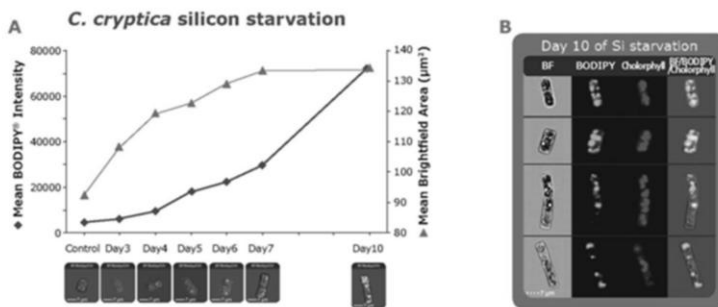 A
C. cryptica silicon starvation
Mean BODIPY® Intensity
80000
60000
40000
20000
0
Mean Brightfield Area (μm²)
140
130
120
110
100
90
80
Control Day3 Day4 Day5 Day6 Day7 Day10
B
Day 10 of Si starvation
BF BODIPY Cholorphyll BF/BODIPY
/Cholorphyll